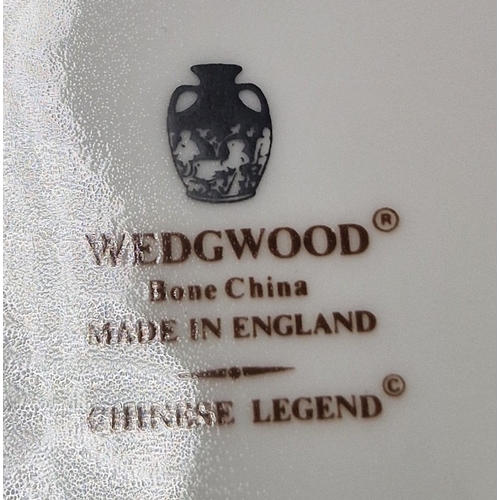 WEDGWOOD®
Bone China
MADE IN ENGLAND
CHINESE LEGEND©